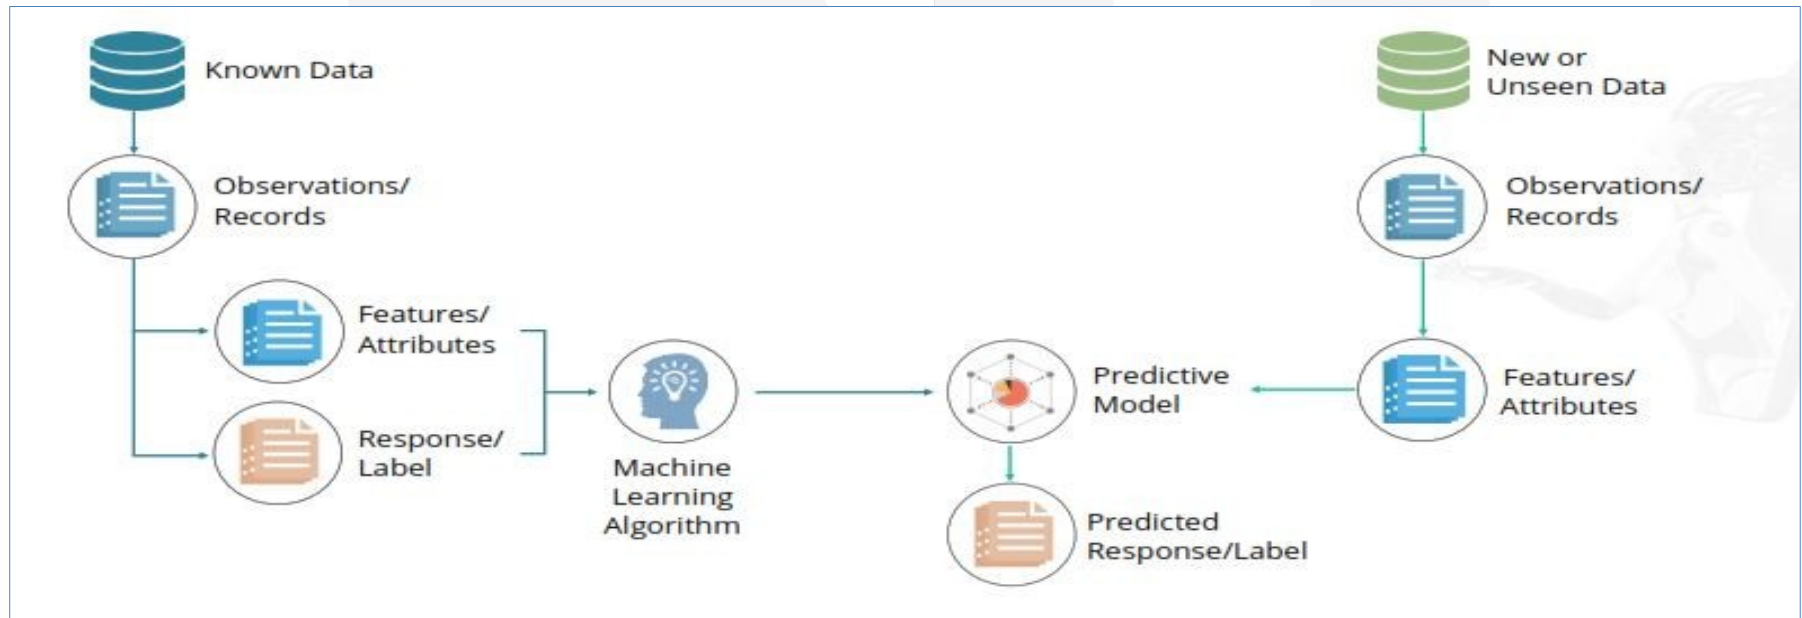 Known Data
Observations/
Records
Features/
Attributes
Response/
Label
Machine
Learning
Algorithm
Predictive
Model
Predicted
Response/Label
New or
Unseen Data
Observations/
Records
Features/
Attributes